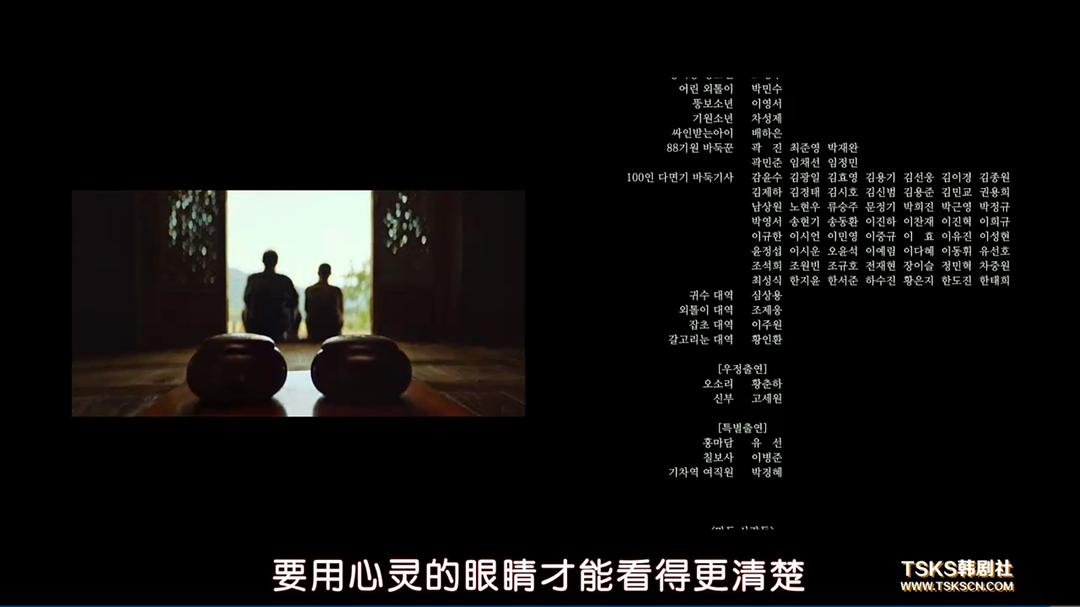 어린 외톨이 박민수
뚱보소년 이영서
기원소년 차성제
싸인받는아이 배하은
88기원 바둑꾼 곽 진 최준영 박재완
곽민준 임채선 임정민
100인 다면기 바둑기사 감윤수 김광일 김효영 김용기 김선웅 김이경 김종원
김제하 김경태 김시호 김신범 김용준 김민교 권용희
남상원 노현우 류승주 문정기 박희진 박근영 박정규
박영서 송현기 송동환 이진하 이찬재 이진혁 이희규
이규한 이시언 이민영 이중규 이 효 이유진 이성현
윤정섭 이시운 오윤석 이예림 이다혜 이동휘 유선호
조석희 조원빈 조규호 전재현 장이슬 정민혁 차중원
최성식 한지윤 한서준 하수진 황은지 한도진 한태희
귀수 대역 심상용
외톨이 대역 조제웅
잡초 대역 이주원
갈고리눈 대역 황인환
[우정출연]
오소리 황춘하
신부 고세원
[특별출연]
홍마담 유 선
칠보사 이병준
기차역 여직원 박경혜
要用心灵的眼睛才能看得更清楚
TSKS韩剧社
WWW.TSKSCN.COM